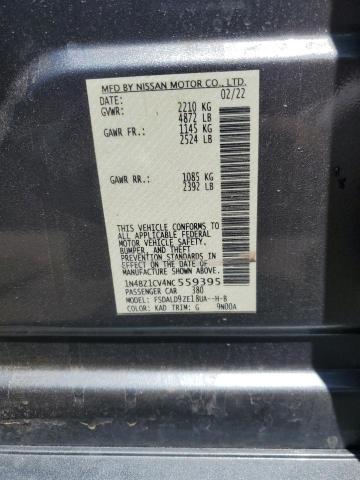 MFD BY NISSAN MOTOR CO., LTD.
DATE: 02/22
GVWR: 2210 KG
4872 LB
GAWR FR.: 1145 KG
2524 LB
GAWR RR.: 1085 KG
2392 LB
THIS VEHICLE CONFORMS TO
ALL APPLICABLE FEDERAL
MOTOR VEHICLE SAFETY,
BUMPER, AND THEFT
PREVENTION STANDARDS IN
EFFECT ON THE DATE OF
MANUFACTURE SHOWN ABOVE.
1N4BZ1CV4NC559395
PASSENGER CAR 380
MODEL: FSDALD9ZE18UA--H-B
COLOR: KAD TRIM: G 9N00A